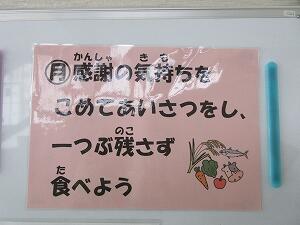 ㊊感謝の気持ちを
こめてあいさつをし、
一つぶ残さず
食べよう